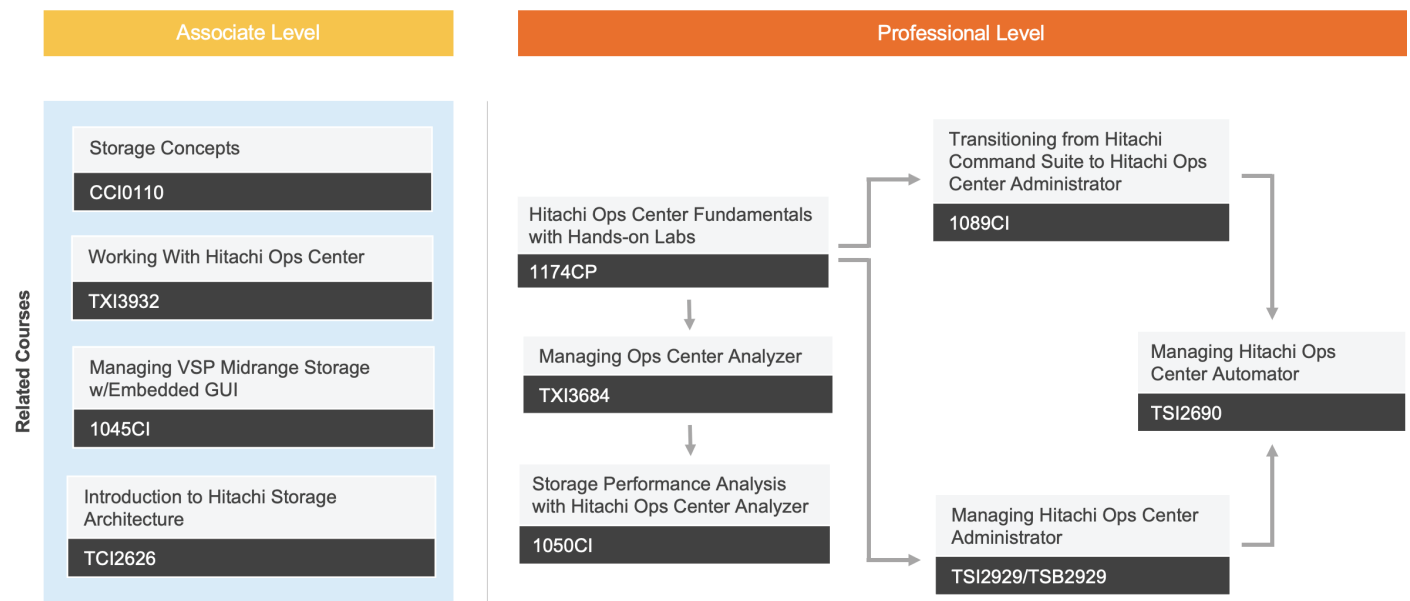 Associate Level
Professional Level
Related Courses
Storage Concepts
CCI0110
Working With Hitachi Ops Center
TXI3932
Managing VSP Midrange Storage
w/Embedded GUI
1045CI
Introduction to Hitachi Storage
Architecture
TCI2626
Hitachi Ops Center Fundamentals
with Hands-on Labs
1174CP
Managing Ops Center Analyzer
TXI3684
Storage Performance Analysis
with Hitachi Ops Center Analyzer
1050CI
Transitioning from Hitachi
Command Suite to Hitachi Ops
Center Administrator
1089CI
Managing Hitachi Ops
Center Automator
TSI2690
Managing Hitachi Ops Center
Administrator
TSI2929/TSB2929